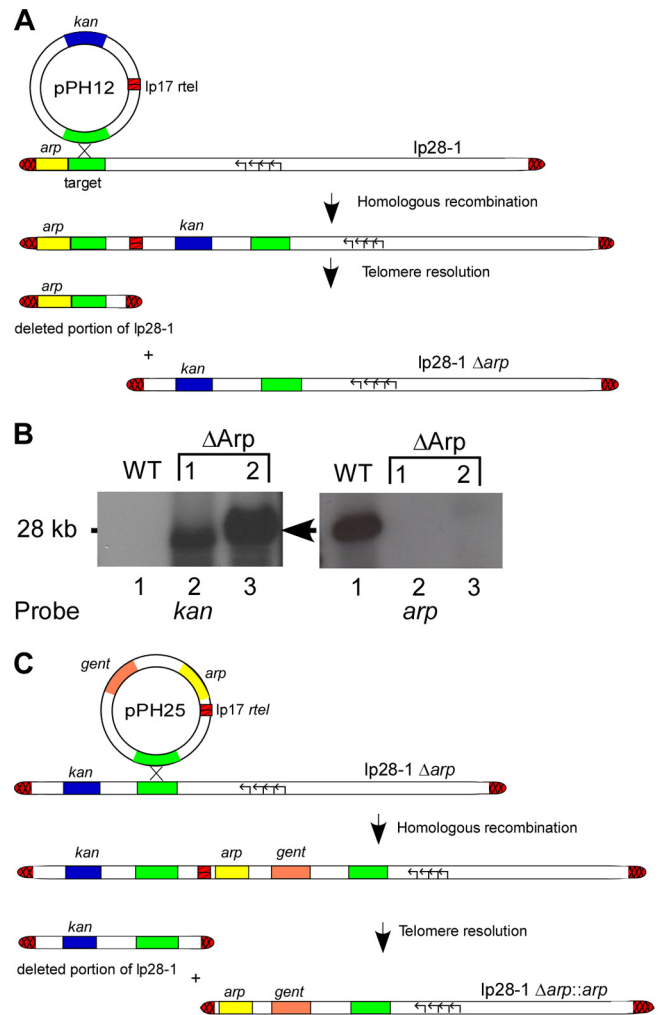 A
kan
pPH12
lp17 rtel
arp
lp28-1
target
Homologous recombination
arp
kan
Telomere resolution
arp
deleted portion of lp28-1
+
kan
lp28-1 Δarp
B
ΔArp
ΔArp
WT 1 2
WT 1 2
28 kb
1 2 3
1 2 3
Probe kan arp
C
gent
arp
pPH25
lp17 rtel
kan
lp28-1 Δarp
Homologous recombination
kan arp gent
Telomere resolution
kan
deleted portion of lp28-1
+
arp gent
lp28-1 Δarp::arp